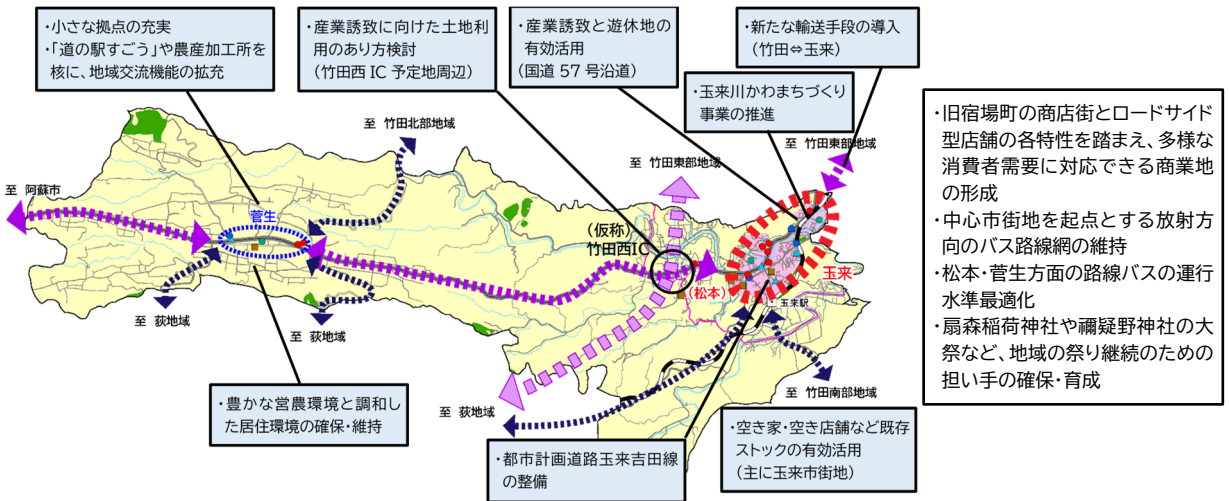 ・小さな拠点の充実
・「道の駅すごう」や農産加工所を
核に、地域交流機能の拡充
・産業誘致に向けた土地利
用のあり方検討
（竹田西 IC 予定地周辺）
・産業誘致と遊休地の
有効活用
（国道 57 号沿道）
・新たな輸送手段の導入
（竹田⇔玉来）
・玉来川かわまちづくり
事業の推進
至 竹田北部地域
至 竹田東部地域
至 竹田東部地域
至 阿蘇市
菅生
（仮称）
竹田西IC
玉来
（松本）
玉来駅
至 荻地域
至 荻地域
至 荻地域
至 竹田南部地域
・豊かな営農環境と調和し
た居住環境の確保・維持
・都市計画道路玉来吉田線
の整備
・空き家・空き店舗など既存
ストックの有効活用
（主に玉来市街地）
・旧宿場町の商店街とロードサイド
型店舗の各特性を踏まえ、多様な
消費者需要に対応できる商業地
の形成
・中心市街地を起点とする放射方
向のバス路線網の維持
・松本・菅生方面の路線バスの運行
水準最適化
・扇森稲荷神社や禰疑野神社の大
祭など、地域の祭り継続のための
担い手の確保・育成